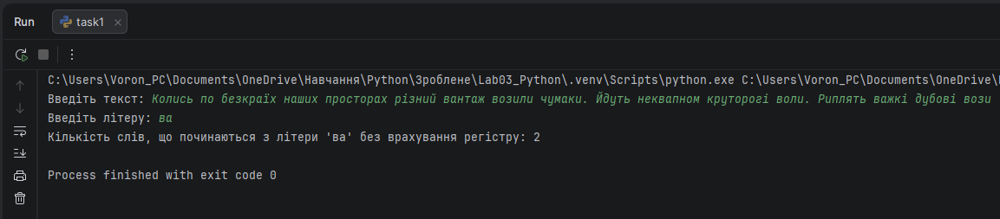 Run task1
C:\Users\Voron_PC\Documents\OneDrive\Навчання\Python\Зроблене\Lab03_Python\.venv\Scripts\python.exe C:\Users\Voron_PC\Documents\OneDrive\
Введіть текст: Колись по безкраїх наших просторах різний вантаж возили чумаки. Йдуть неквапном круторогі воли. Риплять важкі дубові вози
Введіть літеру: ва
Кількість слів, що починаються з літери 'ва' без врахування регістру: 2
Process finished with exit code 0